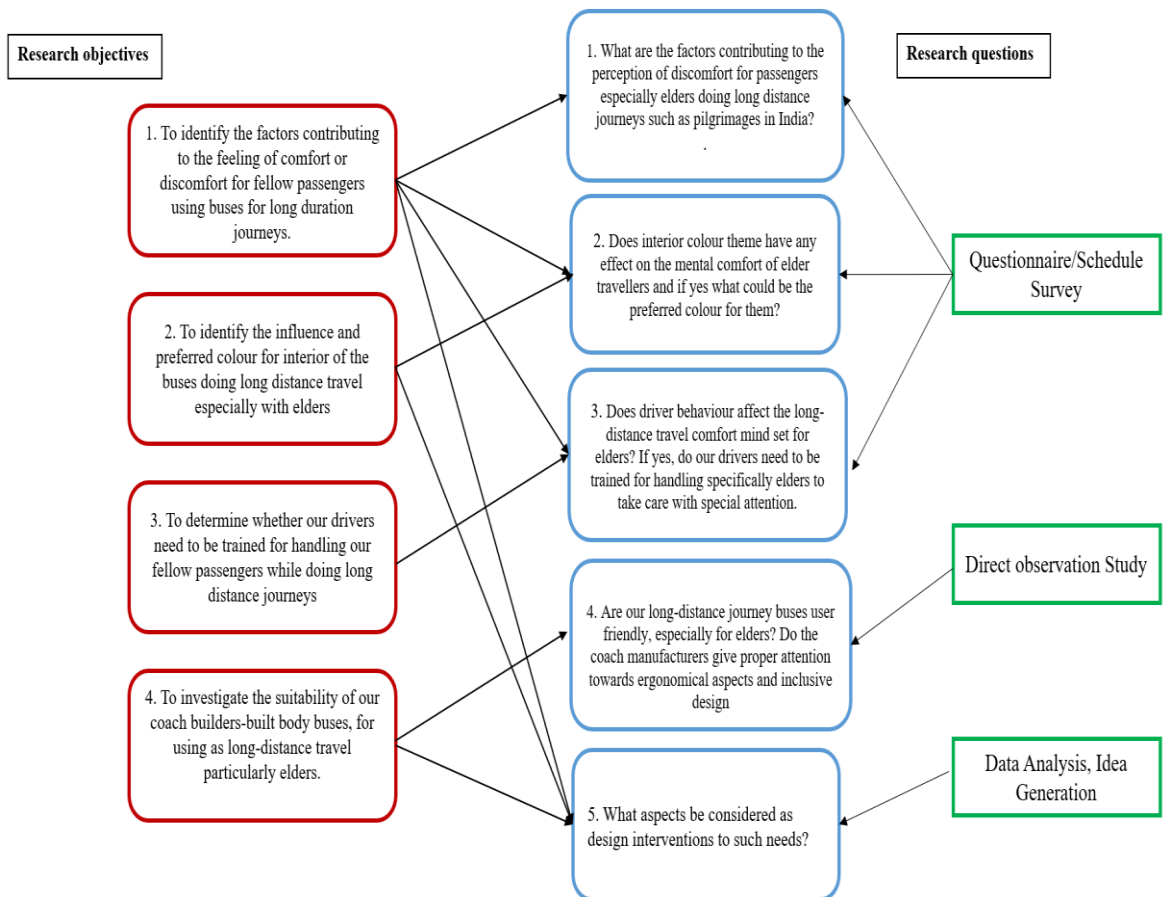 Research objectives
1. To identify the factors contributing
to the feeling of comfort or
discomfort for fellow passengers
using buses for long duration
journeys.
2. To identify the influence and
preferred colour for interior of the
buses doing long distance travel
especially with elders
3. To determine whether our drivers
need to be trained for handling our
fellow passengers while doing long
distance journeys
4. To investigate the suitability of our
coach builders-built body buses, for
using as long-distance travel
particularly elders.
1. What are the factors contributing to the
perception of discomfort for passengers
especially elders doing long distance
journeys such as pilgrimages in India?
.
2. Does interior colour theme have any
effect on the mental comfort of elder
travellers and if yes what could be the
preferred colour for them?
3. Does driver behaviour affect the long-
distance travel comfort mind set for
elders? If yes, do our drivers need to be
trained for handling specifically elders to
take care with special attention.
4. Are our long-distance journey buses user
friendly, especially for elders? Do the
coach manufacturers give proper attention
towards ergonomical aspects and inclusive
design
5. What aspects be considered as
design interventions to such needs?
Research questions
Questionnaire/Schedule
Survey
Direct observation Study
Data Analysis, Idea
Generation